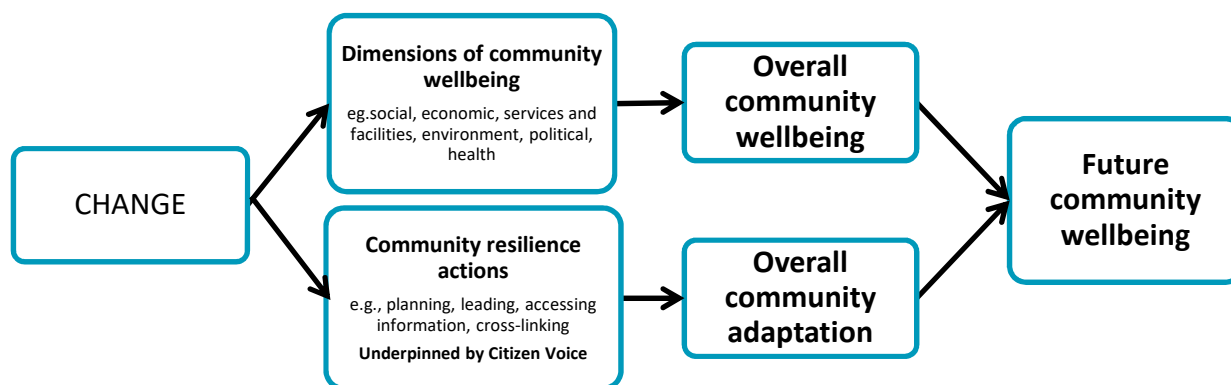 CHANGE
Dimensions of community
wellbeing
eg.social, economic, services and
facilities, environment, political,
health
Community resilience
actions
e.g., planning, leading, accessing
information, cross-linking
Underpinned by Citizen Voice
Overall
community
wellbeing
Overall
community
adaptation
Future
community
wellbeing